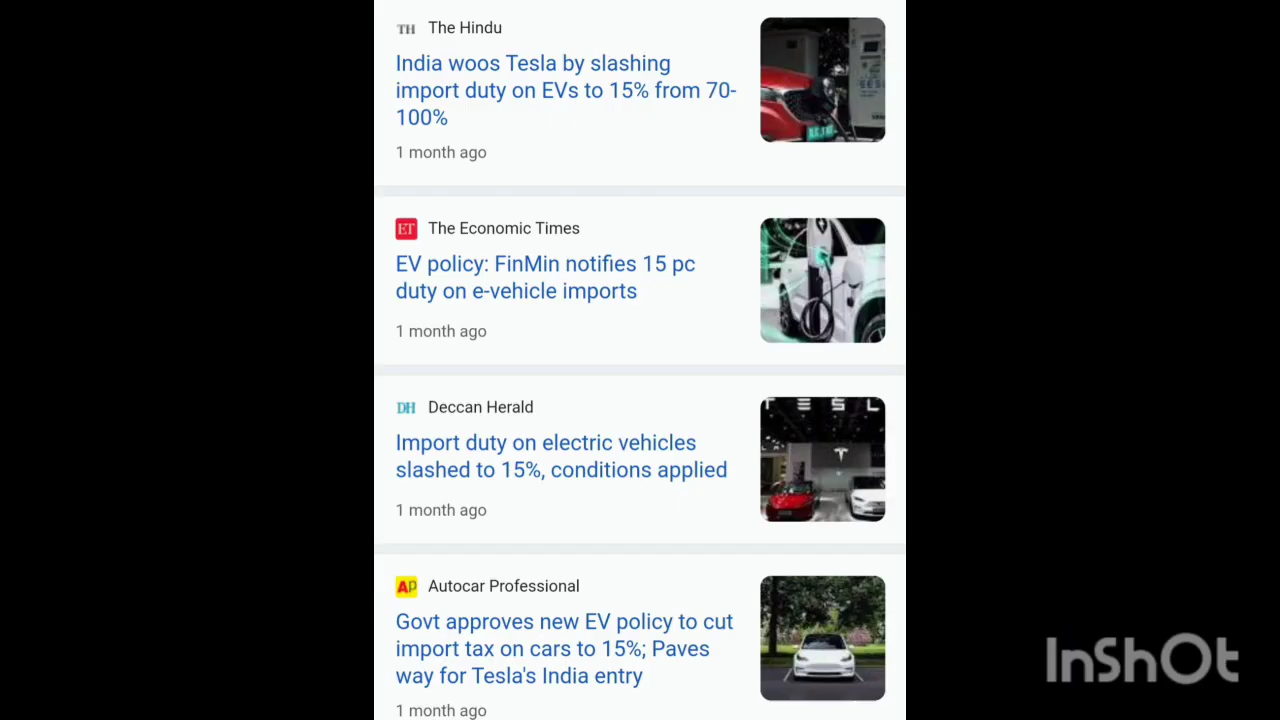 TH The Hindu
India woos Tesla by slashing
import duty on EVs to 15% from 70-
100%
1 month ago
ET The Economic Times
EV policy: FinMin notifies 15 pc
duty on e-vehicle imports
1 month ago
DH Deccan Herald
TESL
Import duty on electric vehicles
slashed to 15%, conditions applied
1 month ago
AP Autocar Professional
Govt approves new EV policy to cut
import tax on cars to 15%; Paves
way for Tesla's India entry
1 month ago
InShOt